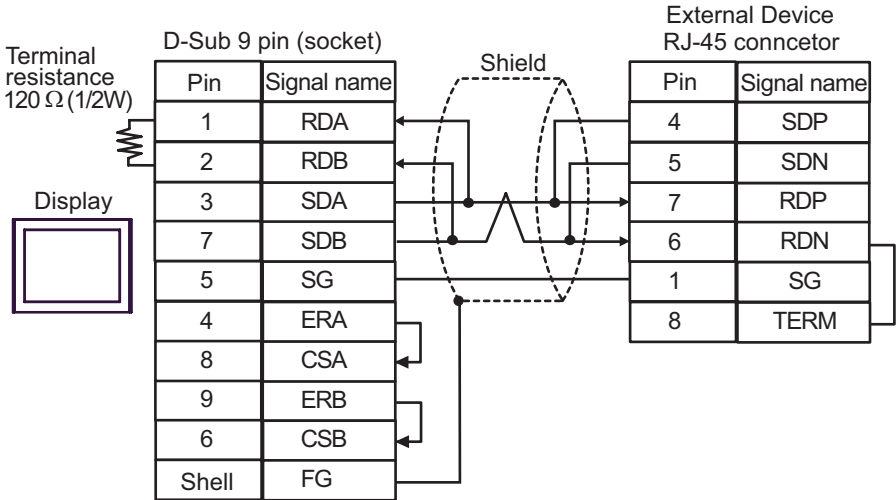 External Device
RJ-45 conncetor
D-Sub 9 pin (socket)
Terminal
resistance
120 Ω (1/2W)
Shield
Display
Pin Signal name
1 RDA
2 RDB
3 SDA
7 SDB
5 SG
4 ERA
8 CSA
9 ERB
6 CSB
Shell FG
Pin Signal name
4 SDP
5 SDN
7 RDP
6 RDN
1 SG
8 TERM